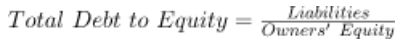 Total Debt to Equity = Liabilities / Owners' Equity